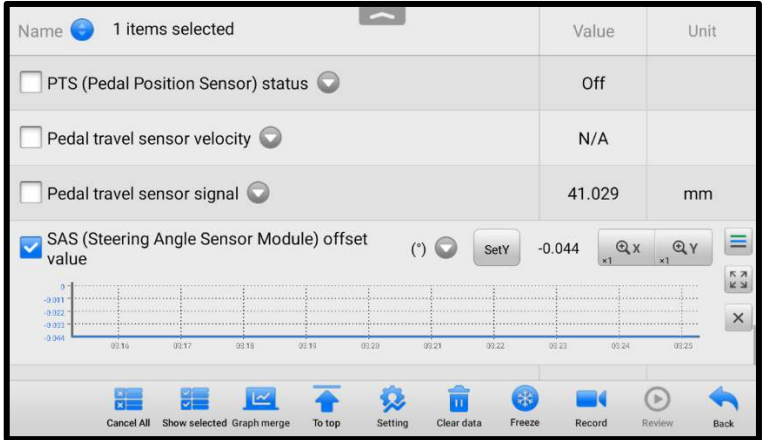 Name 1 items selected Value Unit
PTS (Pedal Position Sensor) status Off
Pedal travel sensor velocity N/A
Pedal travel sensor signal 41.029 mm
SAS (Steering Angle Sensor Module) offset
value (°) SetY -0.044 ×1 X ×1 Y
0
-0.011
-0.022
-0.033
-0.044
03:16 03:17 03:18 03:19 03:20 03:21 03:22 03:23 03:24 03:25
Cancel All Show selected Graph merge To top Setting Clear data Freeze Record Review Back